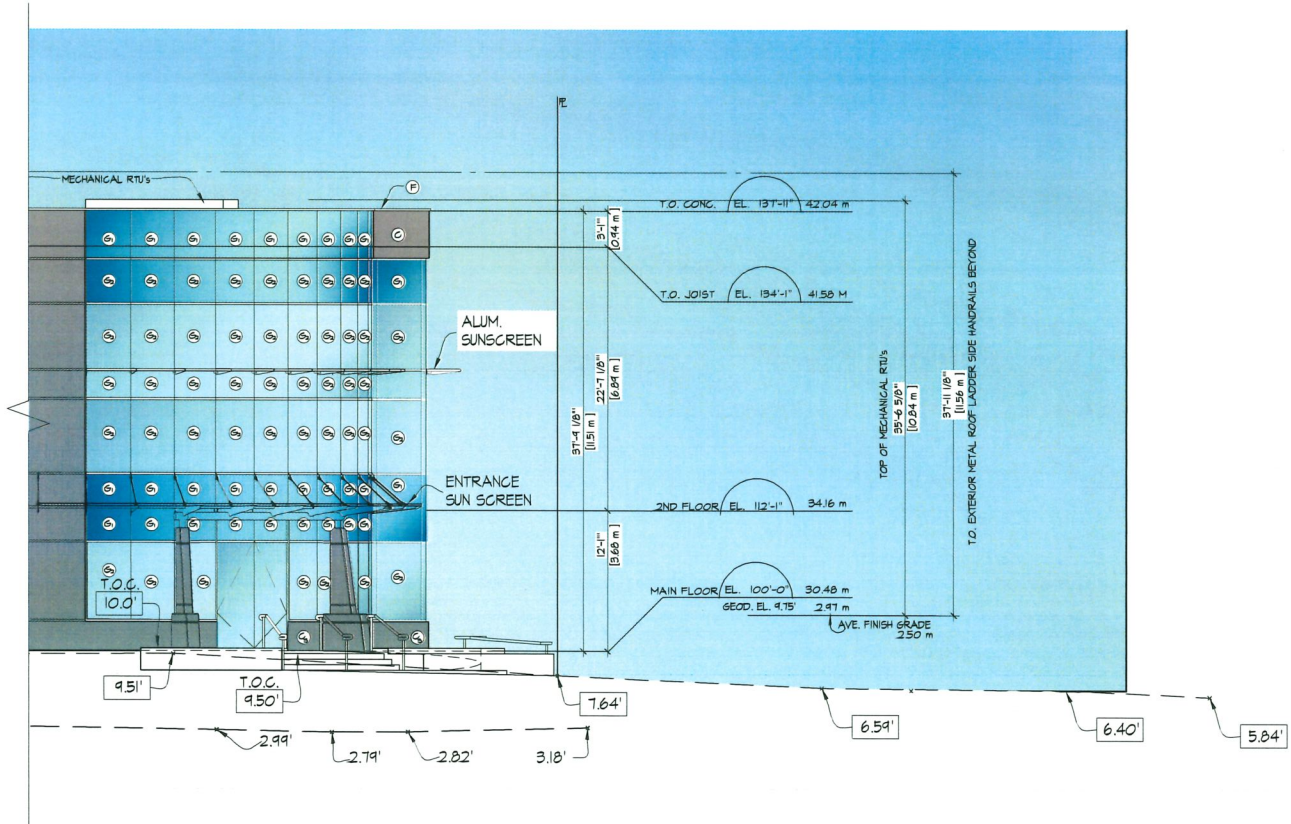 PL
MECHANICAL RTU's
F
T.O. CONC. EL. 137'-11" 42.04 m
3'-1"
[0.94 m]
C
T.O. JOIST EL. 134'-1" 41.58 M
ALUM.
SUNSCREEN
22'-7 1/8"
[6.89 m]
37'-9 1/8"
[11.51 m]
TOP OF MECHANICAL RTU's
35'-6 5/8"
[10.84 m]
37'-11 1/8"
[11.56 m]
T.O. EXTERIOR METAL ROOF LADDER SIDE HANDRAILS BEYOND
ENTRANCE
SUN SCREEN
2ND FLOOR EL. 112'-1" 34.16 m
12'-1"
[3.68 m]
MAIN FLOOR EL. 100'-0" 30.48 m
GEOD. EL. 9.75' 2.97 m
AVE. FINISH GRADE
2.50 m
T.O.C.
10.0'
9.51'
T.O.C.
9.50'
7.64'
6.59'
6.40'
5.84'
2.99'
2.79'
2.82'
3.18'